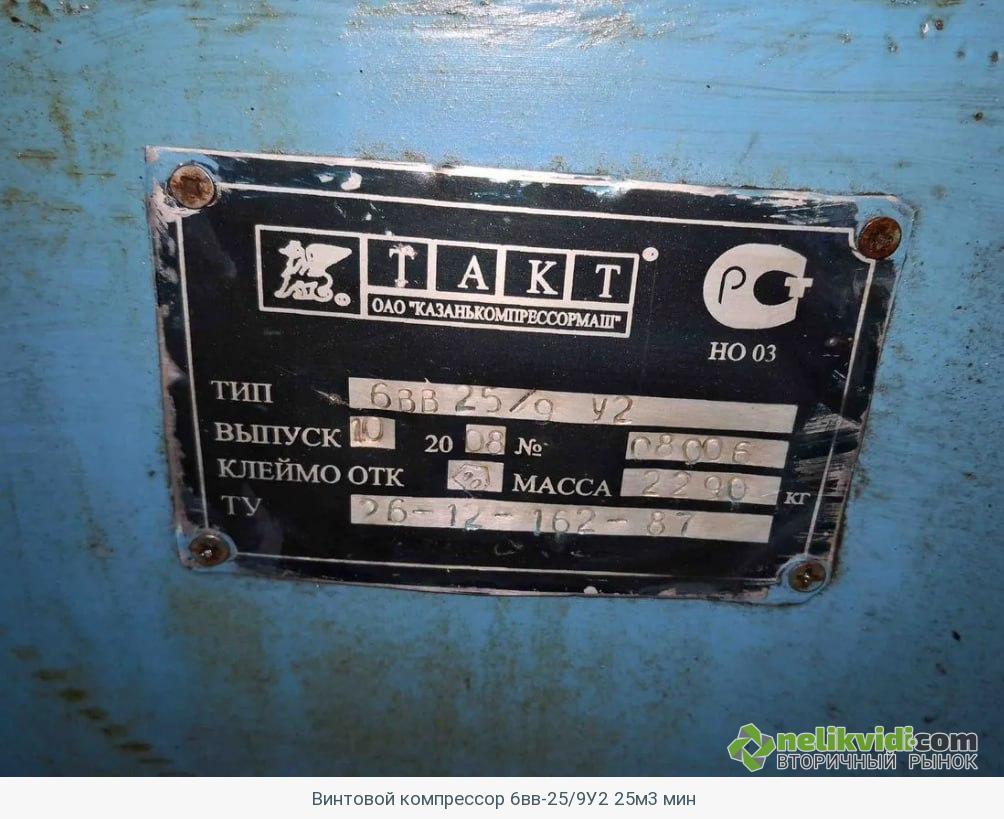 ТАКТ
ОАО "КАЗАНЬКОМПРЕССОРМАШ"
РСТ
НО 03
ТИП 6ВВ 25/9 У2
ВЫПУСК 10 20 08 № 08006
КЛЕЙМО ОТК МАССА 2290 кг
ТУ 26-12-162-87
nelikvidi.com
ВТОРИЧНЫЙ РЫНОК
Винтовой компрессор 6вв-25/9У2 25м3 мин